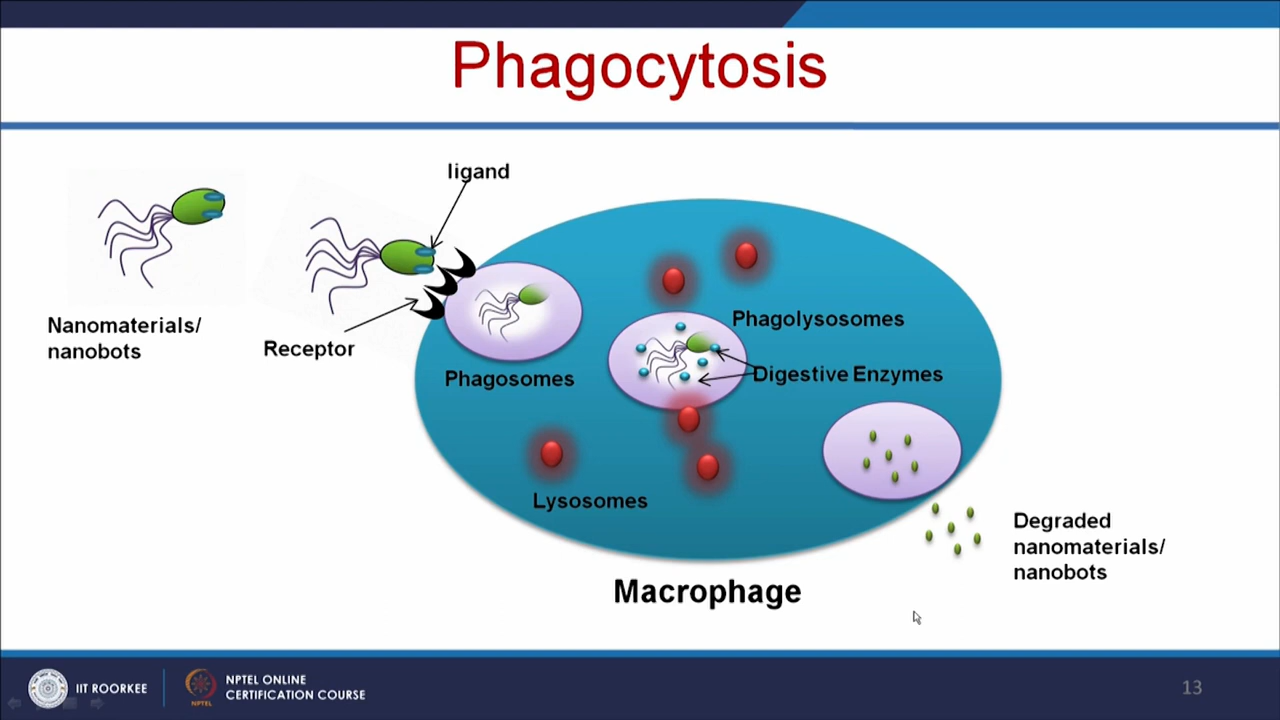 Phagocytosis
ligand
Nanomaterials/
nanobots
Receptor
Phagosomes
Phagolysosomes
Digestive Enzymes
Lysosomes
Degraded
nanomaterials/
nanobots
Macrophage
IIT ROORKEE
NPTEL
NPTEL ONLINE
CERTIFICATION COURSE
13